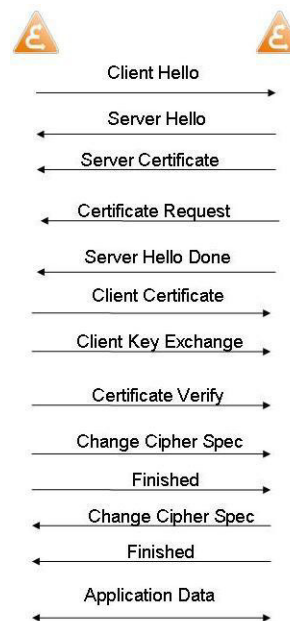 Client Hello
Server Hello
Server Certificate
Certificate Request
Server Hello Done
Client Certificate
Client Key Exchange
Certificate Verify
Change Cipher Spec
Finished
Change Cipher Spec
Finished
Application Data